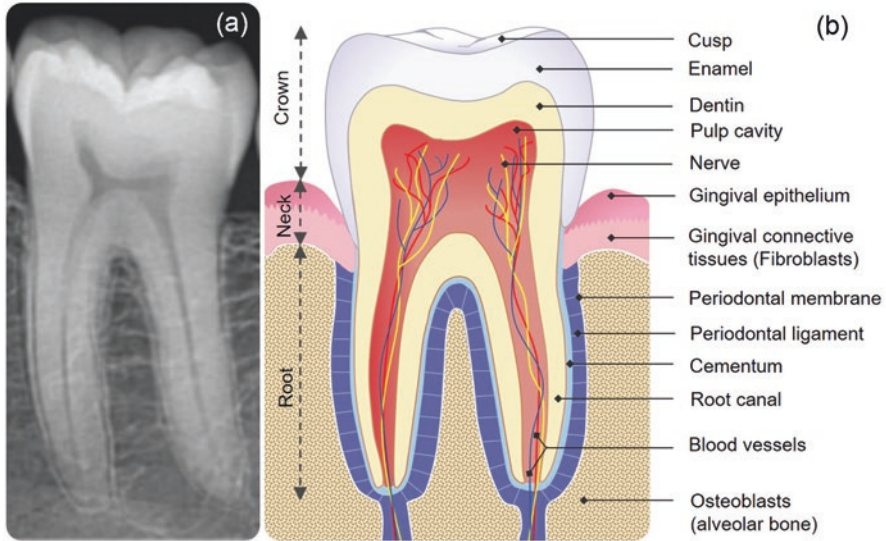 (a)
(b)
Crown
Neck
Root
Cusp
Enamel
Dentin
Pulp cavity
Nerve
Gingival epithelium
Gingival connective
tissues (Fibroblasts)
Periodontal membrane
Periodontal ligament
Cementum
Root canal
Blood vessels
Osteoblasts
(alveolar bone)